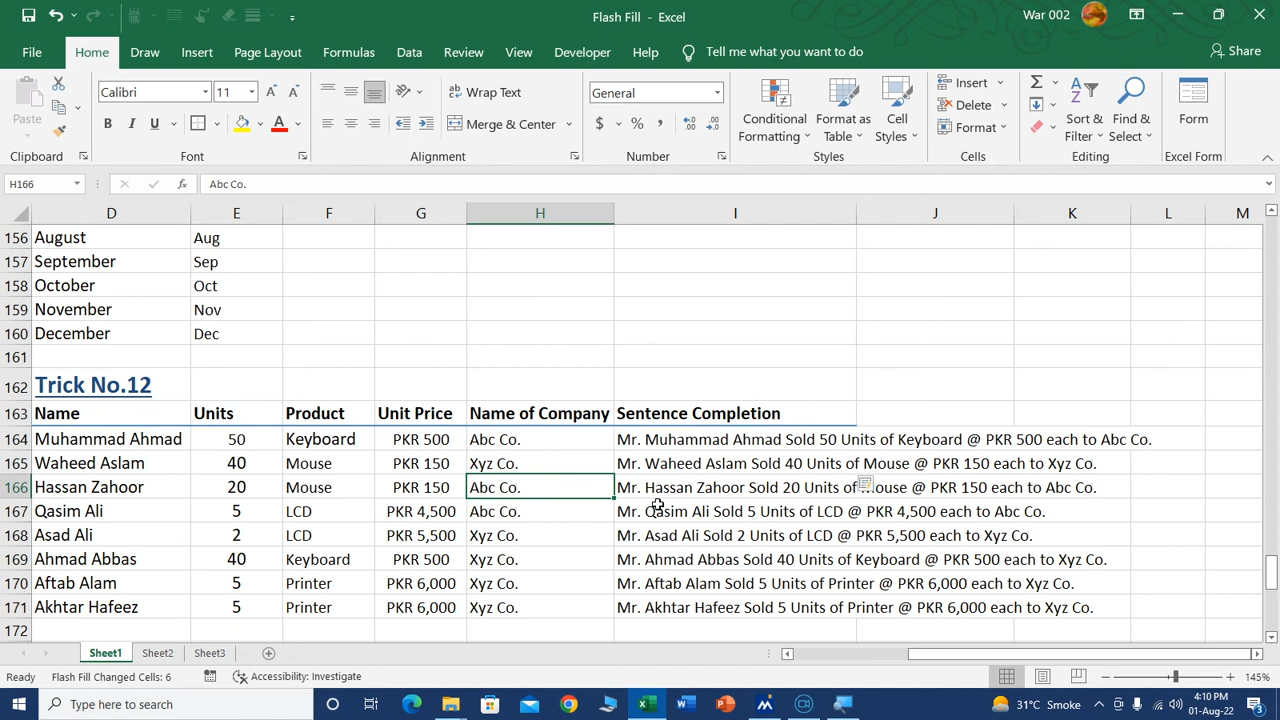 Flash Fill - Excel
War 002
File Home Draw Insert Page Layout Formulas Data Review View Developer Help Tell me what you want to do Share
Paste
Calibri 11
B I U A A A
Wrap Text
Merge & Center
General
$ % ,
Conditional Formatting
Format as Table
Cell Styles
Insert
Delete
Format
Sort & Filter
Find & Select
Form
Clipboard Font Alignment Number Styles Cells Editing Excel Form
H166 fx Abc Co.
D E F G H I J K L M
156 August Aug
157 September Sep
158 October Oct
159 November Nov
160 December Dec
161
162 Trick No.12
163 Name Units Product Unit Price Name of Company Sentence Completion
164 Muhammad Ahmad 50 Keyboard PKR 500 Abc Co. Mr. Muhammad Ahmad Sold 50 Units of Keyboard @ PKR 500 each to Abc Co.
165 Waheed Aslam 40 Mouse PKR 150 Xyz Co. Mr. Waheed Aslam Sold 40 Units of Mouse @ PKR 150 each to Xyz Co.
166 Hassan Zahoor 20 Mouse PKR 150 Abc Co. Mr. Hassan Zahoor Sold 20 Units of Mouse @ PKR 150 each to Abc Co.
167 Qasim Ali 5 LCD PKR 4,500 Abc Co. Mr. Qasim Ali Sold 5 Units of LCD @ PKR 4,500 each to Abc Co.
168 Asad Ali 2 LCD PKR 5,500 Xyz Co. Mr. Asad Ali Sold 2 Units of LCD @ PKR 5,500 each to Xyz Co.
169 Ahmad Abbas 40 Keyboard PKR 500 Xyz Co. Mr. Ahmad Abbas Sold 40 Units of Keyboard @ PKR 500 each to Xyz Co.
170 Aftab Alam 5 Printer PKR 6,000 Xyz Co. Mr. Aftab Alam Sold 5 Units of Printer @ PKR 6,000 each to Xyz Co.
171 Akhtar Hafeez 5 Printer PKR 6,000 Xyz Co. Mr. Akhtar Hafeez Sold 5 Units of Printer @ PKR 6,000 each to Xyz Co.
172
Sheet1 Sheet2 Sheet3
Ready Flash Fill Changed Cells: 6 Accessibility: Investigate 145%
Type here to search
31°C Smoke
4:10 PM
01-Aug-22
3